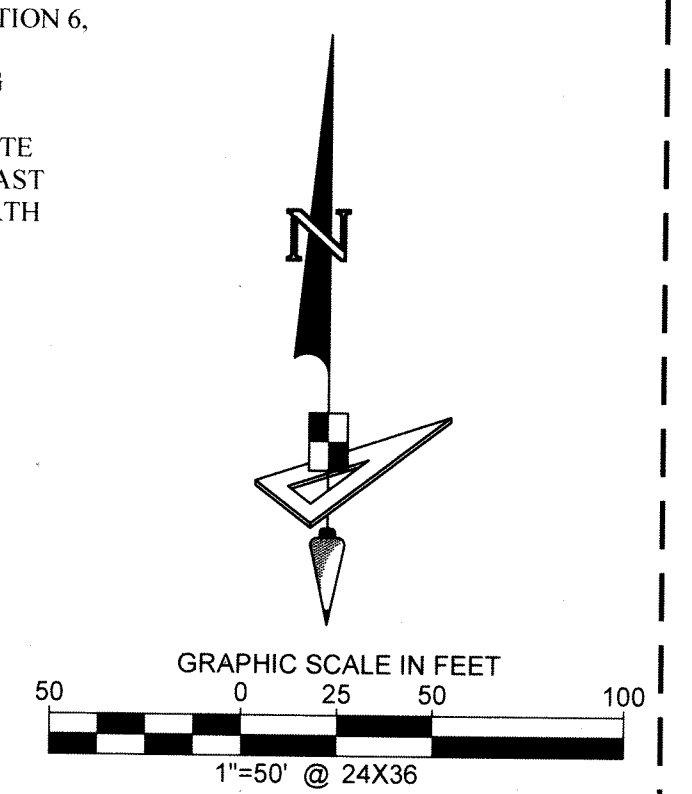 TION 6,
G
TE
AST
TH
N
GRAPHIC SCALE IN FEET
50 0 25 50 100
1"=50' @ 24X36